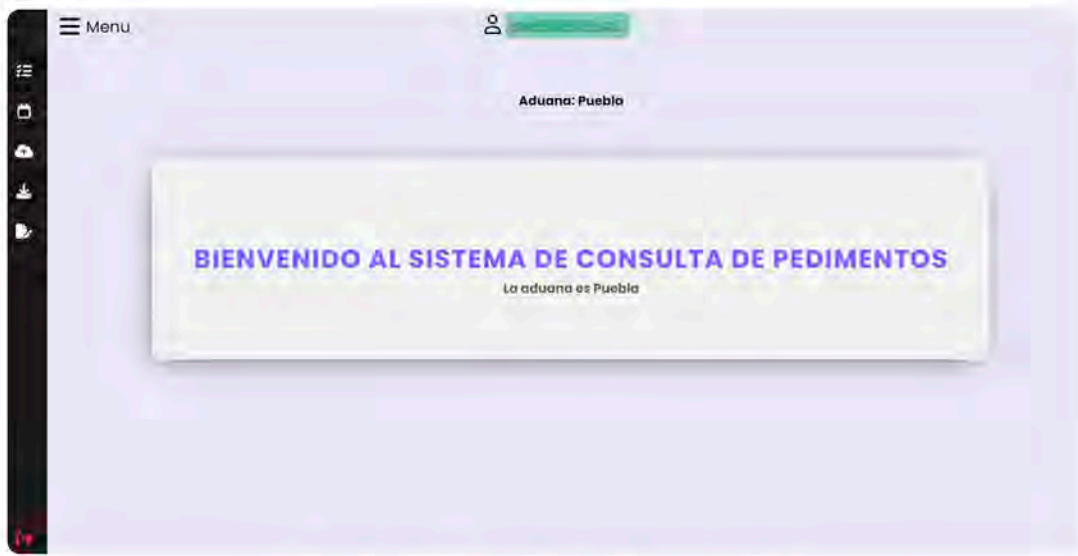 Menu
Aduana: Puebla
BIENVENIDO AL SISTEMA DE CONSULTA DE PEDIMENTOS
La aduana es Puebla